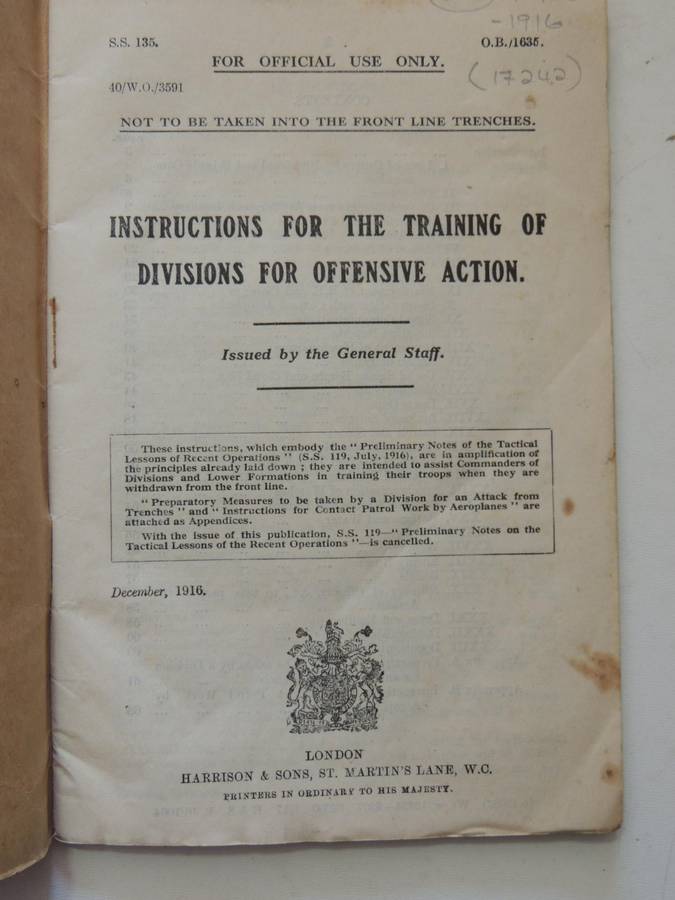 -1916
S.S. 135. O.B./1635.
FOR OFFICIAL USE ONLY.
(17242)
40/W.O./3591
NOT TO BE TAKEN INTO THE FRONT LINE TRENCHES.
INSTRUCTIONS FOR THE TRAINING OF
DIVISIONS FOR OFFENSIVE ACTION.
Issued by the General Staff.
These instructions, which embody the “ Preliminary Notes of the Tactical
Lessons of Recent Operations ” (S.S. 119, July, 1916), are in amplification of
the principles already laid down ; they are intended to assist Commanders of
Divisions and Lower Formations in training their troops when they are
withdrawn from the front line.
“ Preparatory Measures to be taken by a Division for an Attack from
Trenches ” and “ Instructions for Contact Patrol Work by Aeroplanes ” are
attached as Appendices.
With the issue of this publication, S.S. 119—“ Preliminary Notes on the
Tactical Lessons of the Recent Operations ”—is cancelled.
December, 1916.
LONDON
HARRISON & SONS, ST. MARTIN'S LANE, W.C.
PRINTERS IN ORDINARY TO HIS MAJESTY.